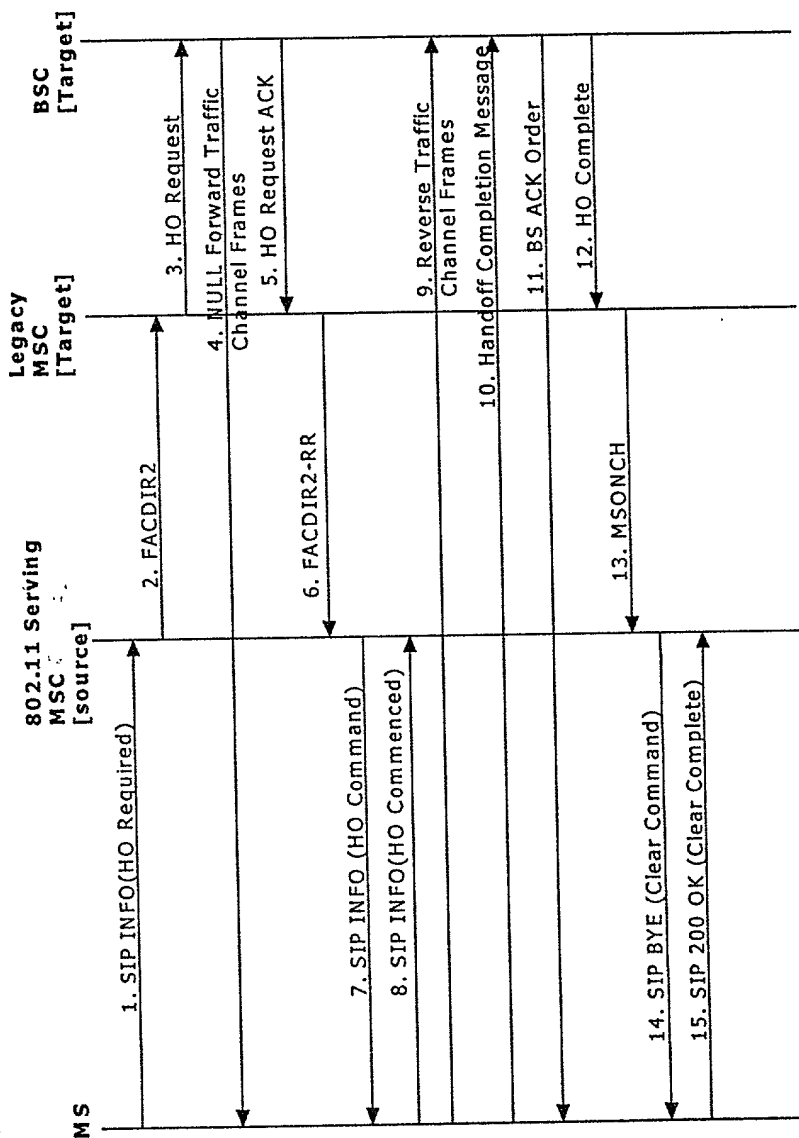 MS
802.11 Serving
MSC
[source]
Legacy
MSC
[Target]
BSC
[Target]
1. SIP INFO(HO Required)
2. FACDIR2
3. HO Request
4. NULL Forward Traffic
Channel Frames
5. HO Request ACK
6. FACDIR2-RR
7. SIP INFO (HO Command)
8. SIP INFO(HO Commenced)
9. Reverse Traffic
Channel Frames
10. Handoff Completion Message
11. BS ACK Order
12. HO Complete
13. MSONCH
14. SIP BYE (Clear Command)
15. SIP 200 OK (Clear Complete)